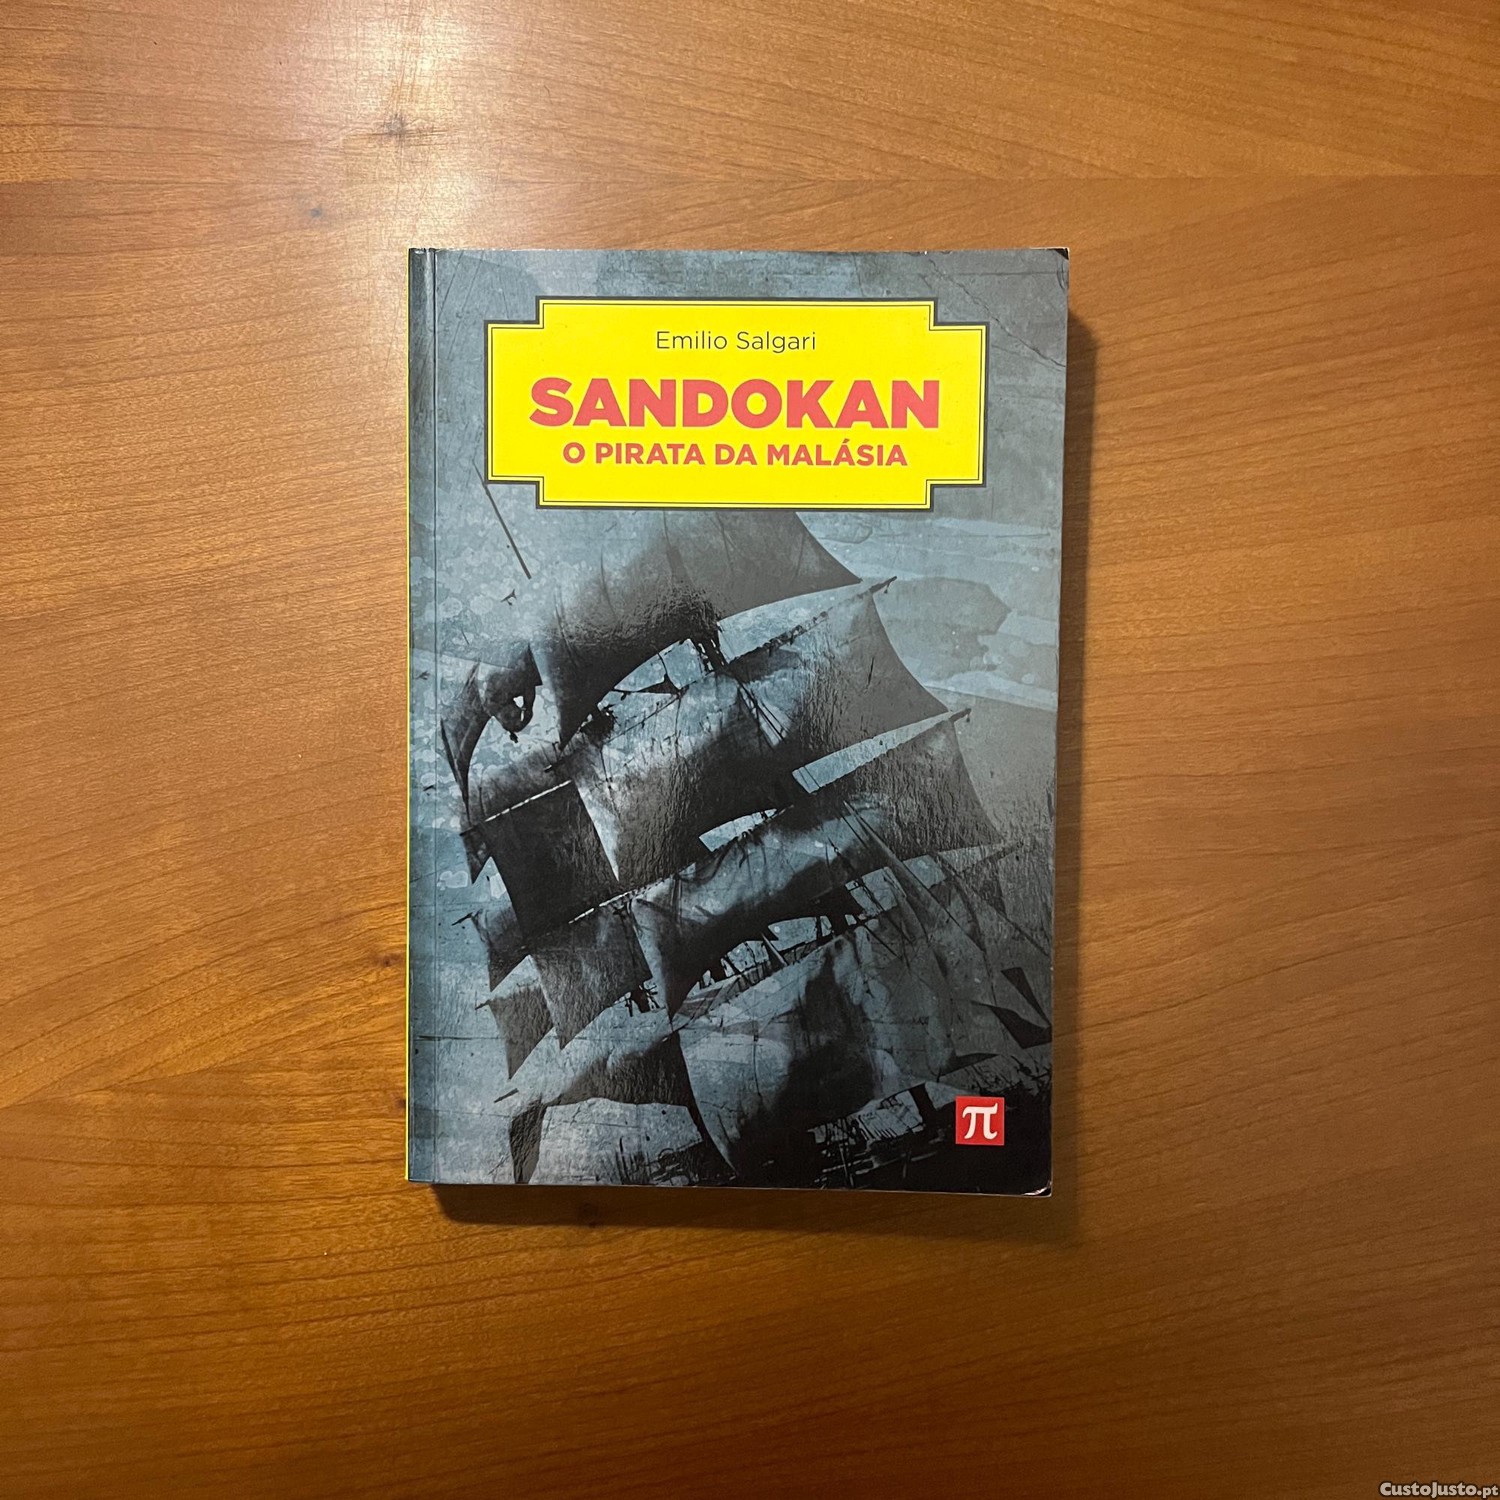 Emilio Salgari
SANDOKAN
O PIRATA DA MALÁSIA
π
CustoJusto.pt